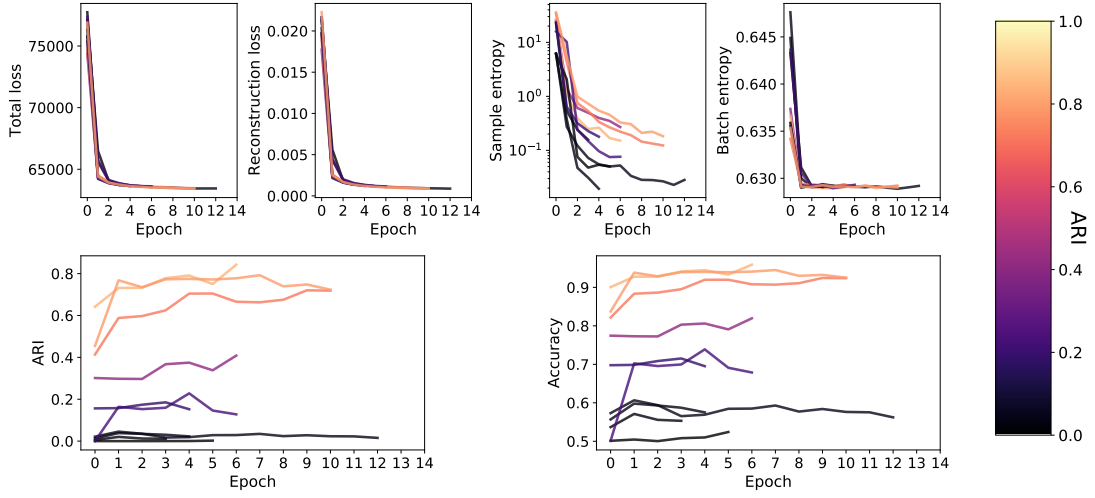 Total loss
75000
70000
65000
0 2 4 6 8 10 12 14
Epoch
Reconstruction loss
0.020
0.015
0.010
0.005
0.000
0 2 4 6 8 10 12 14
Epoch
Sample entropy
10¹
10⁰
10⁻¹
0 2 4 6 8 10 12 14
Epoch
Batch entropy
0.645
0.640
0.635
0.630
0 2 4 6 8 10 12 14
Epoch
ARI
0.8
0.6
0.4
0.2
0.0
0 1 2 3 4 5 6 7 8 9 10 11 12 13 14
Epoch
Accuracy
0.9
0.8
0.7
0.6
0.5
0 1 2 3 4 5 6 7 8 9 10 11 12 13 14
Epoch
1.0
0.8
0.6
0.4
0.2
0.0
ARI